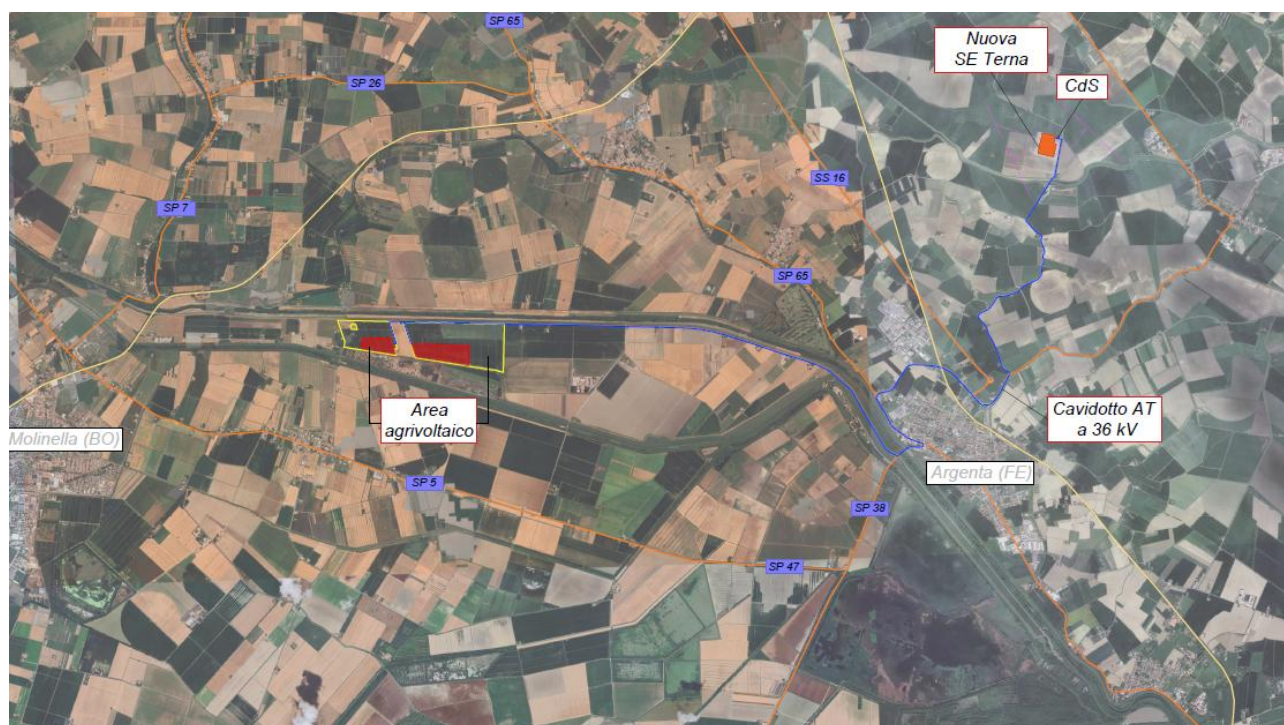 SP 65
Nuova
SE Terna
SP 26
CdS
SS 16
SP 7
SP 65
Area
agrivoltaico
Cavidotto AT
a 36 kV
Molinella (BO)
Argenta (FE)
SP 5
SP 38
SP 47